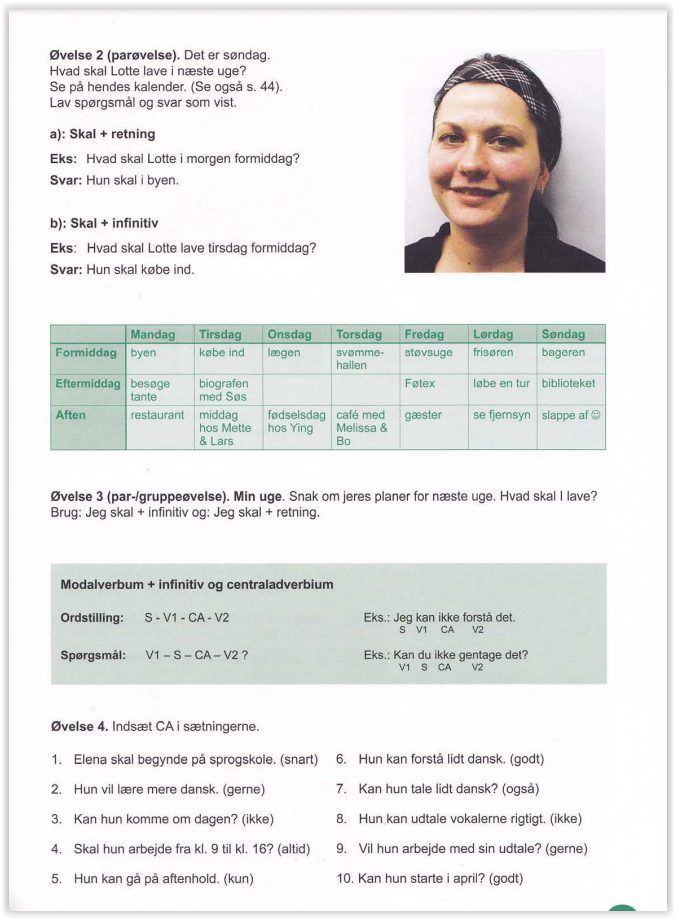 Øvelse 2 (parøvelse). Det er søndag.
Hvad skal Lotte lave i næste uge?
Se på hendes kalender. (Se også s. 44).
Lav spørgsmål og svar som vist.
a): Skal + retning
Eks: Hvad skal Lotte i morgen formiddag?
Svar: Hun skal i byen.
b): Skal + infinitiv
Eks: Hvad skal Lotte lave tirsdag formiddag?
Svar: Hun skal købe ind.
Mandag Tirsdag Onsdag Torsdag Fredag Lørdag Søndag
Formiddag byen købe ind lægen svømme- støvsuge frisøren bageren
hallen
Eftermiddag besøge biografen Føtex løbe en tur biblioteket
tante med Søs
Aften restaurant middag fødselsdag café med gæster se fjernsyn slappe af ☺
hos Mette hos Ying Melissa &
& Lars Bo
Øvelse 3 (par-/gruppeøvelse). Min uge. Snak om jeres planer for næste uge. Hvad skal I lave?
Brug: Jeg skal + infinitiv og: Jeg skal + retning.
Modalverbum + infinitiv og centraladverbium
Ordstilling: S - V1 - CA - V2 Eks.: Jeg kan ikke forstå det.
S V1 CA V2
Spørgsmål: V1 – S – CA – V2 ? Eks.: Kan du ikke gentage det?
V1 S CA V2
Øvelse 4. Indsæt CA i sætningerne.
1. Elena skal begynde på sprogskole. (snart)
2. Hun vil lære mere dansk. (gerne)
3. Kan hun komme om dagen? (ikke)
4. Skal hun arbejde fra kl. 9 til kl. 16? (altid)
5. Hun kan gå på aftenhold. (kun)
6. Hun kan forstå lidt dansk. (godt)
7. Kan hun tale lidt dansk? (også)
8. Hun kan udtale vokalerne rigtigt. (ikke)
9. Vil hun arbejde med sin udtale? (gerne)
10. Kan hun starte i april? (godt)